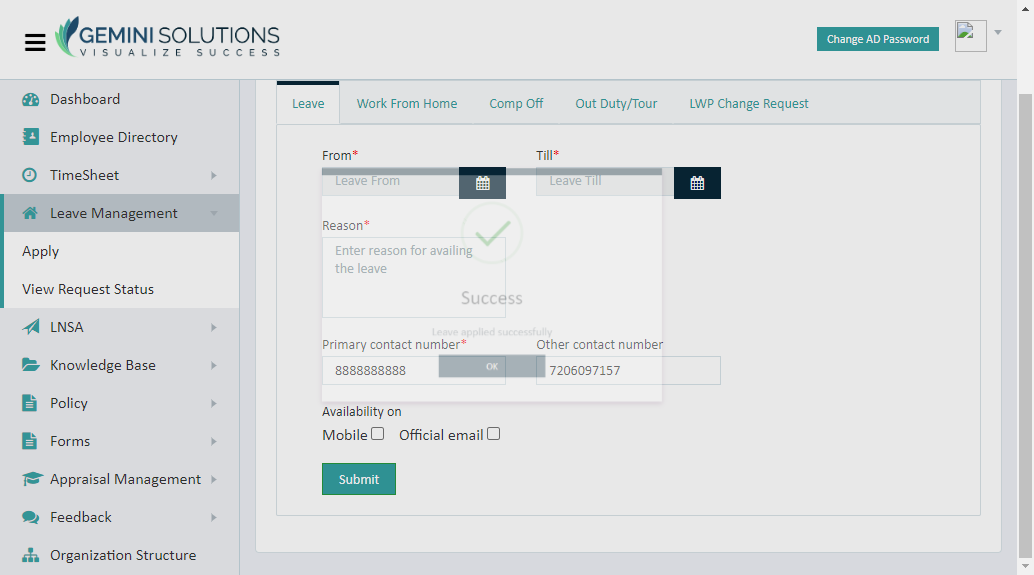 GEMINI SOLUTIONS
VISUALIZE SUCCESS
Change AD Password
Dashboard
Employee Directory
TimeSheet
Leave Management
Apply
View Request Status
LNSA
Knowledge Base
Policy
Forms
Appraisal Management
Feedback
Organization Structure
Leave Work From Home Comp Off Out Duty/Tour LWP Change Request
From* Till*
Leave From Leave Till
Reason*
Enter reason for availing
the leave
Success
Leave applied successfully
Primary contact number* Other contact number
OK
8888888888 7206097157
Availability on
Mobile Official email
Submit